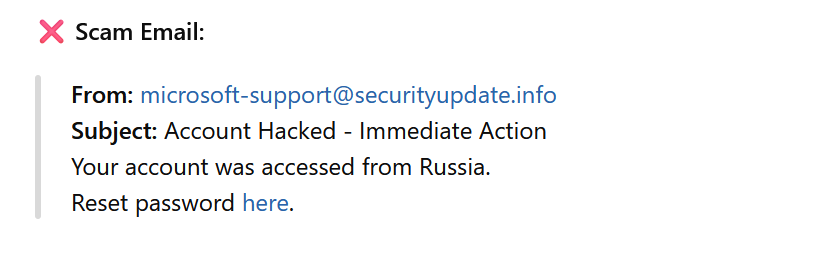 ❌ Scam Email:
From: microsoft-support@securityupdate.info
Subject: Account Hacked - Immediate Action
Your account was accessed from Russia.
Reset password here.